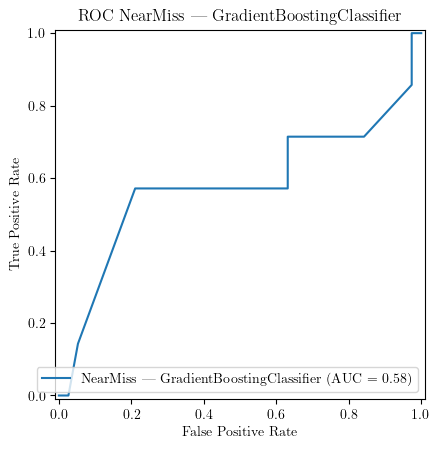 ROC NearMiss — GradientBoostingClassifier
1.0
0.8
0.6
0.4
0.2
0.0
True Positive Rate
NearMiss — GradientBoostingClassifier (AUC = 0.58)
0.0 0.2 0.4 0.6 0.8 1.0
False Positive Rate